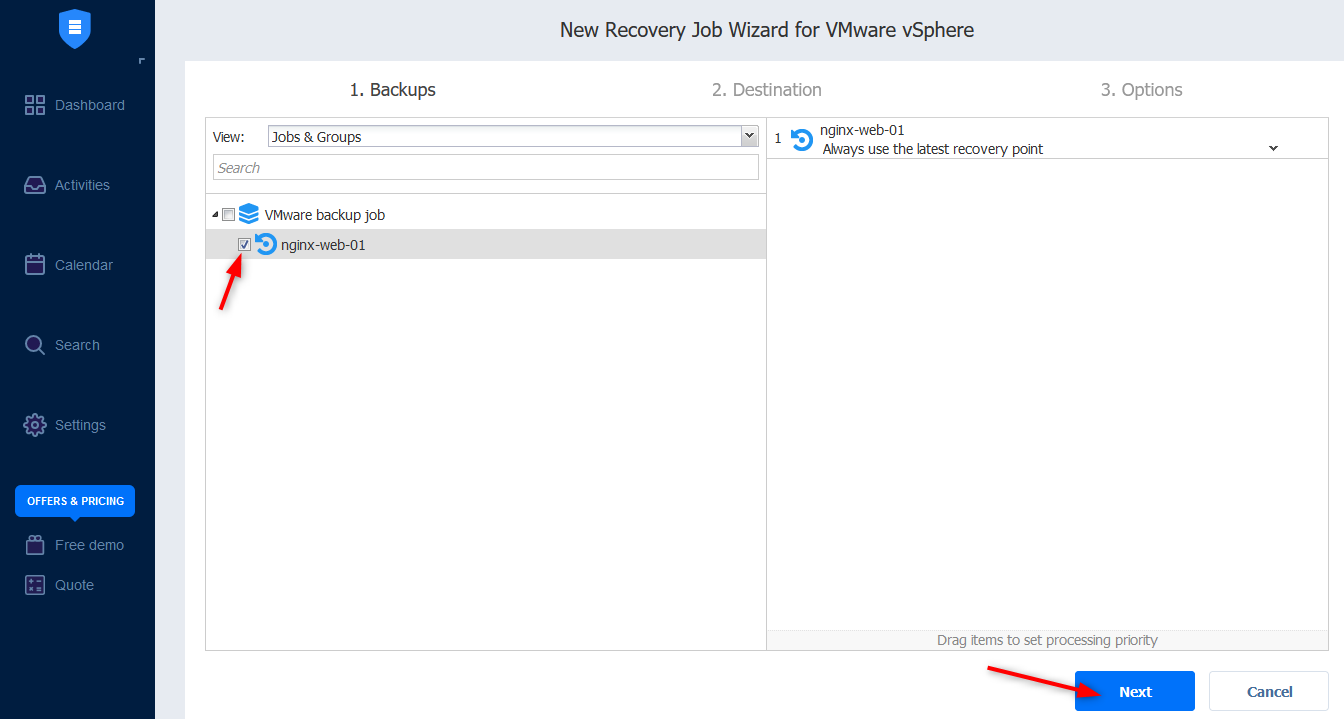 New Recovery Job Wizard for VMware vSphere
Dashboard
Activities
Calendar
Search
Settings
OFFERS & PRICING
Free demo
Quote
1. Backups
2. Destination
3. Options
View:
Jobs & Groups
Search
VMware backup job
nginx-web-01
1
nginx-web-01
Always use the latest recovery point
Drag items to set processing priority
Next
Cancel